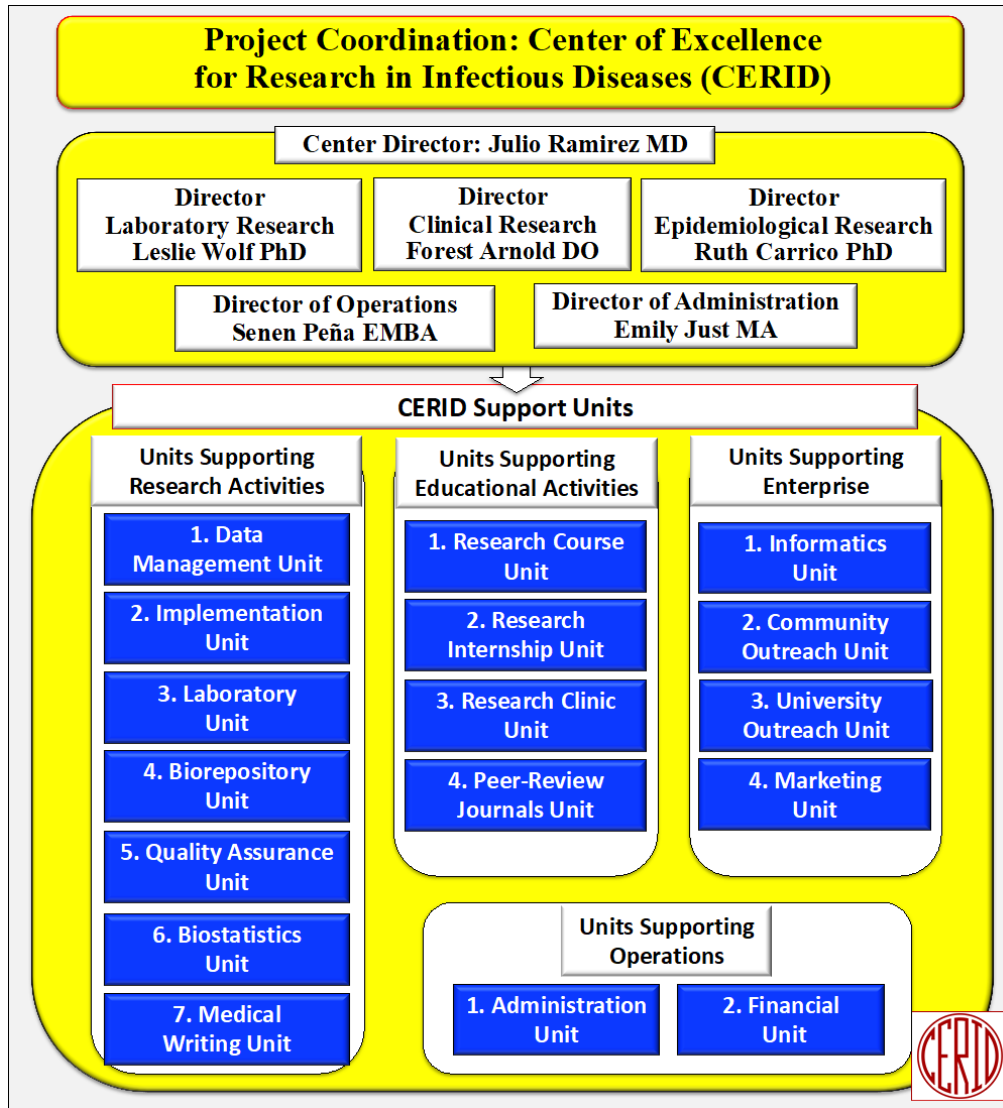 Project Coordination: Center of Excellence
for Research in Infectious Diseases (CERID)
Center Director: Julio Ramirez MD
Director
Laboratory Research
Leslie Wolf PhD
Director
Clinical Research
Forest Arnold DO
Director
Epidemiological Research
Ruth Carrico PhD
Director of Operations
Senen Peña EMBA
Director of Administration
Emily Just MA
CERID Support Units
Units Supporting
Research Activities
1. Data
Management Unit
2. Implementation
Unit
3. Laboratory
Unit
4. Biorepository
Unit
5. Quality Assurance
Unit
6. Biostatistics
Unit
7. Medical
Writing Unit
Units Supporting
Educational Activities
1. Research Course
Unit
2. Research
Internship Unit
3. Research Clinic
Unit
4. Peer-Review
Journals Unit
Units Supporting
Enterprise
1. Informatics
Unit
2. Community
Outreach Unit
3. University
Outreach Unit
4. Marketing
Unit
Units Supporting
Operations
1. Administration
Unit
2. Financial
Unit
CERID